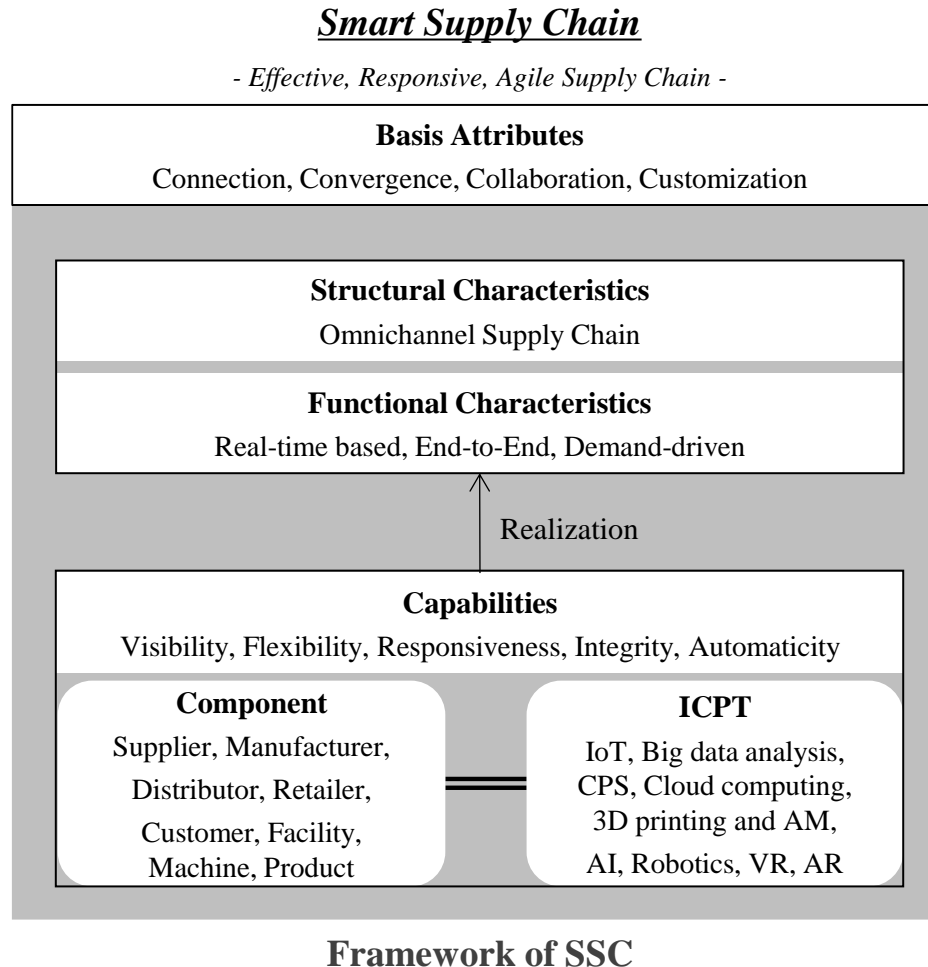 Smart Supply Chain
- Effective, Responsive, Agile Supply Chain -
Basis Attributes
Connection, Convergence, Collaboration, Customization
Structural Characteristics
Omnichannel Supply Chain
Functional Characteristics
Real-time based, End-to-End, Demand-driven
Realization
Capabilities
Visibility, Flexibility, Responsiveness, Integrity, Automaticity
Component
Supplier, Manufacturer,
Distributor, Retailer,
Customer, Facility,
Machine, Product
ICPT
IoT, Big data analysis,
CPS, Cloud computing,
3D printing and AM,
AI, Robotics, VR, AR
Framework of SSC